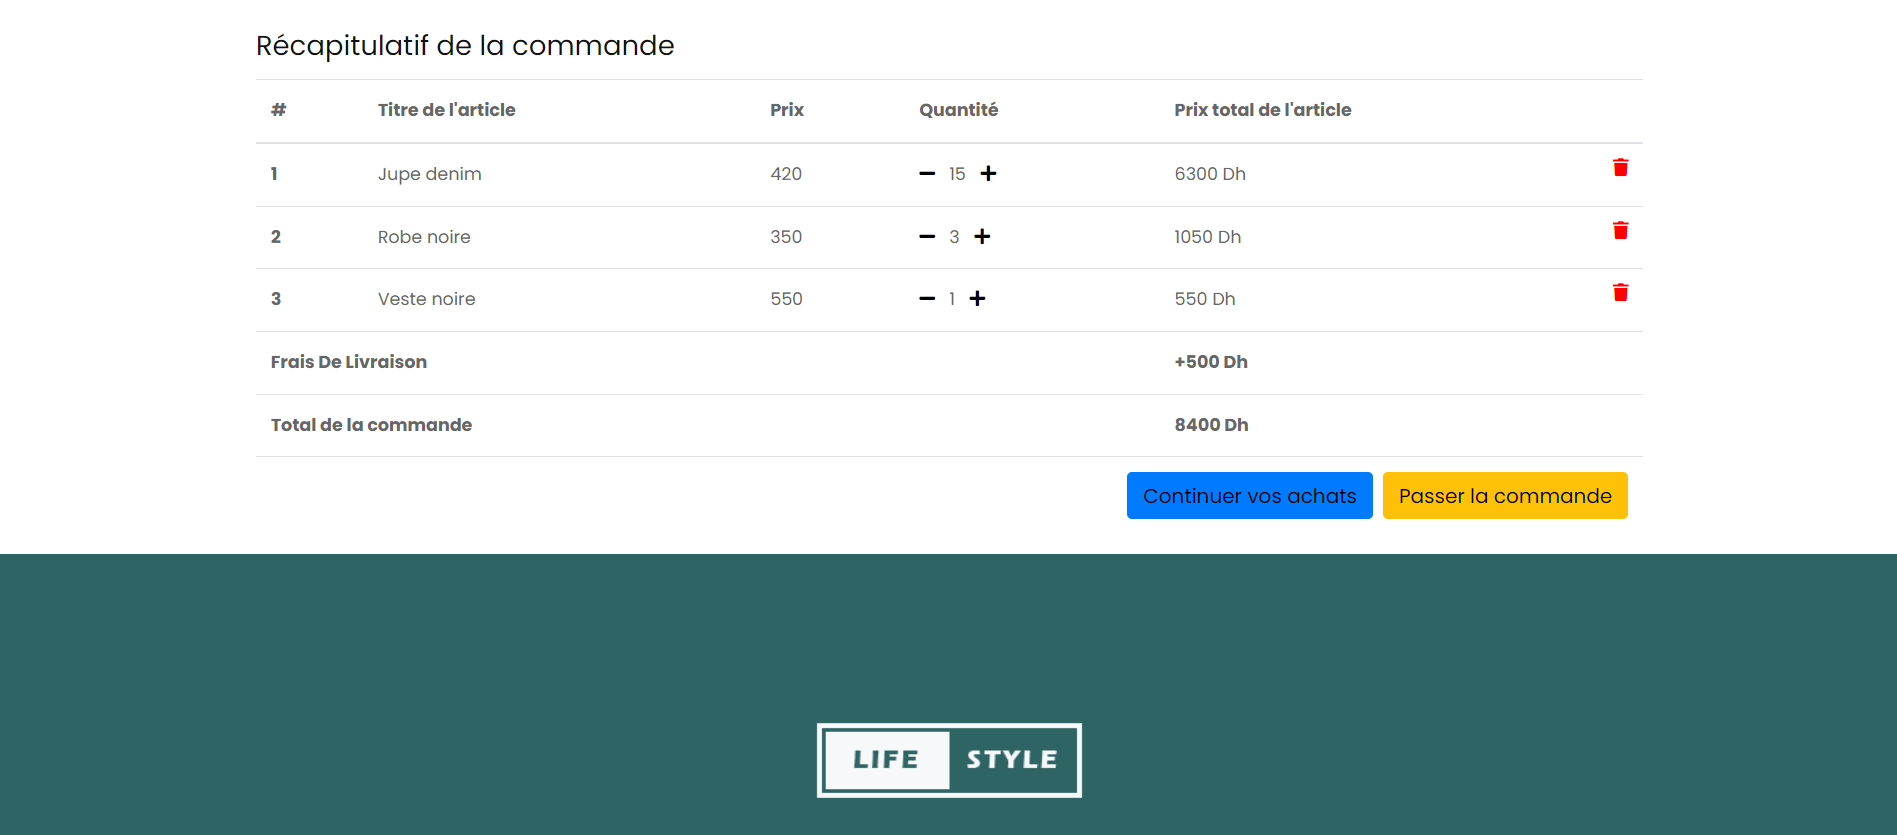 Récapitulatif de la commande
# Titre de l'article Prix Quantité Prix total de l'article
1 Jupe denim 420 − 15 + 6300 Dh
2 Robe noire 350 − 3 + 1050 Dh
3 Veste noire 550 − 1 + 550 Dh
Frais De Livraison +500 Dh
Total de la commande 8400 Dh
Continuer vos achats Passer la commande
LIFE STYLE